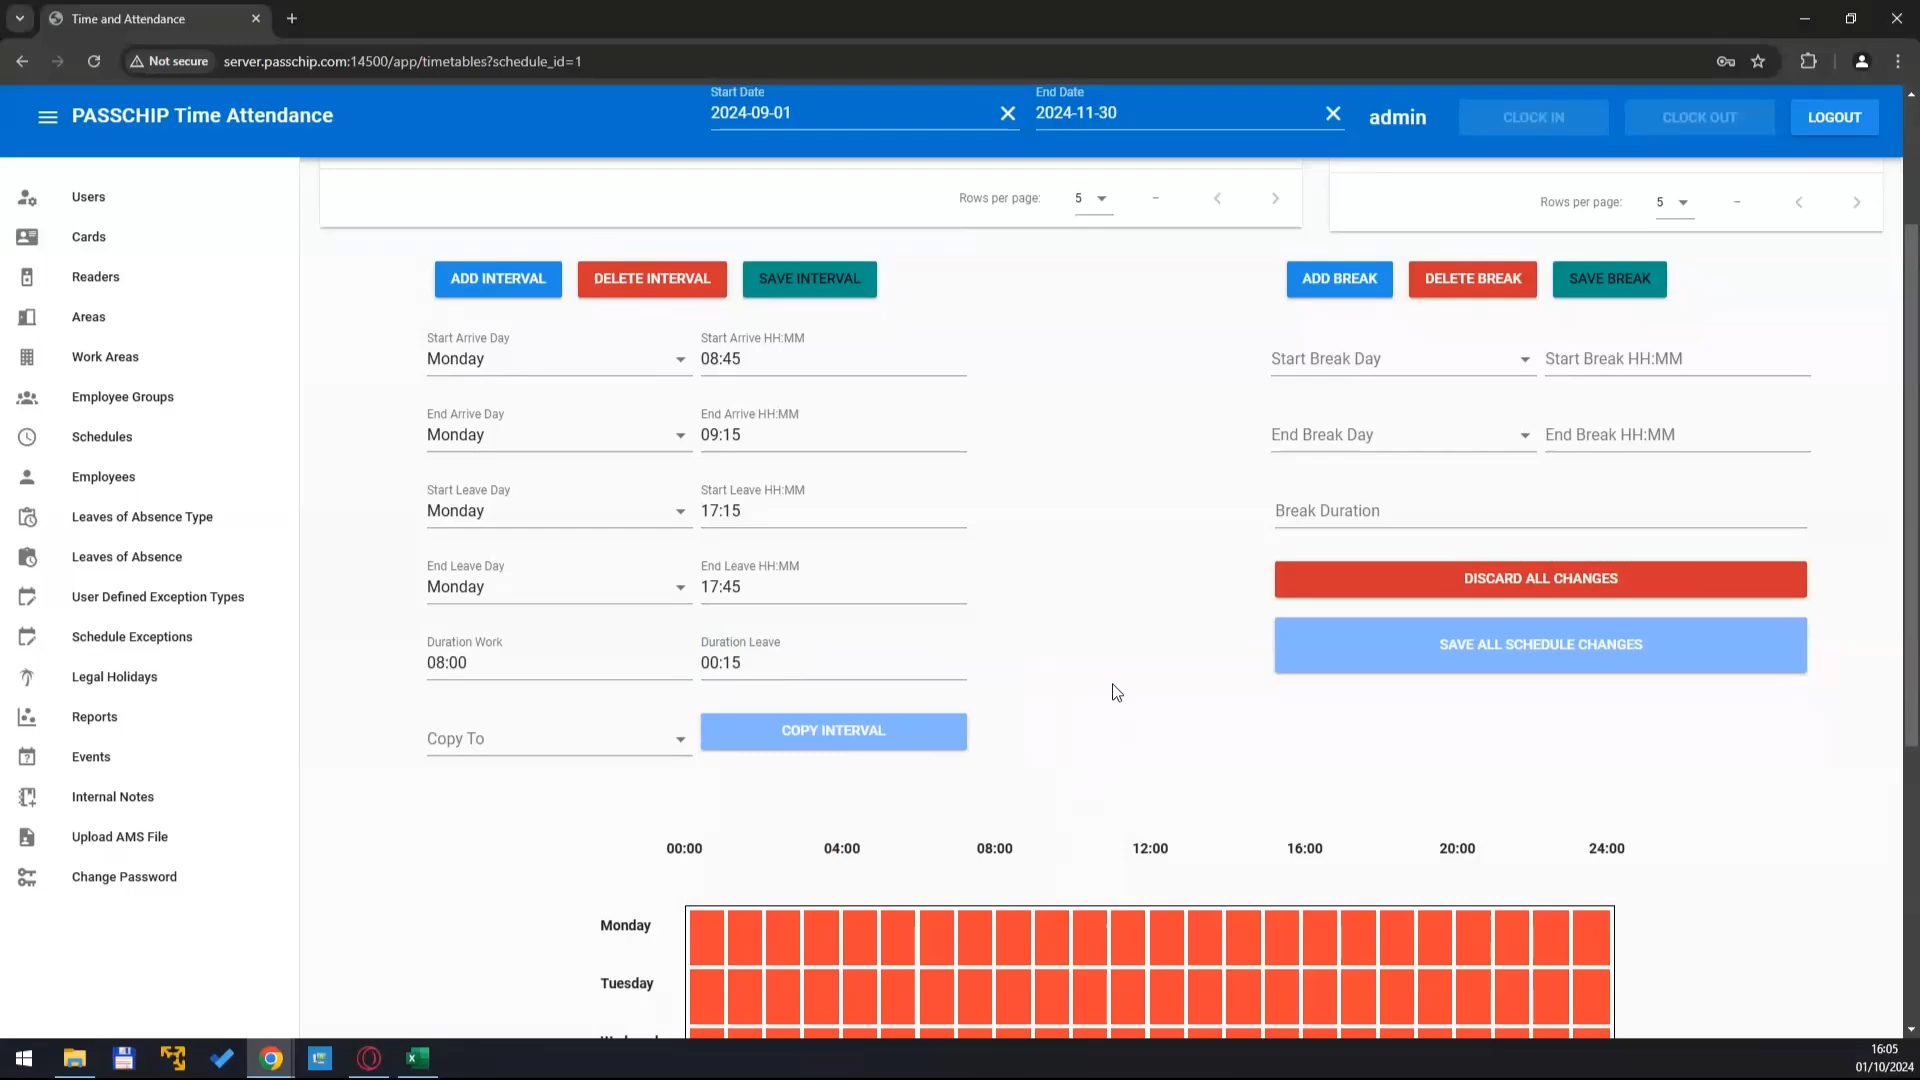 Time and Attendance
Not secure
server.passchip.com:14500/app/timetables?schedule_id=1
PASSCHIP Time Attendance
Start Date
2024-09-01
End Date
2024-11-30
admin
CLOCK IN
CLOCK OUT
LOGOUT
Users
Cards
Readers
Areas
Work Areas
Employee Groups
Schedules
Employees
Leaves of Absence Type
Leaves of Absence
User Defined Exception Types
Schedule Exceptions
Legal Holidays
Reports
Events
Internal Notes
Upload AMS File
Change Password
Rows per page: 5 –
Rows per page: 5 –
ADD INTERVAL
DELETE INTERVAL
SAVE INTERVAL
Start Arrive Day
Monday
Start Arrive HH:MM
08:45
End Arrive Day
Monday
End Arrive HH:MM
09:15
Start Leave Day
Monday
Start Leave HH:MM
17:15
End Leave Day
Monday
End Leave HH:MM
17:45
Duration Work
08:00
Duration Leave
00:15
Copy To
COPY INTERVAL
ADD BREAK
DELETE BREAK
SAVE BREAK
Start Break Day
Start Break HH:MM
End Break Day
End Break HH:MM
Break Duration
DISCARD ALL CHANGES
SAVE ALL SCHEDULE CHANGES
00:00 04:00 08:00 12:00 16:00 20:00 24:00
Monday
Tuesday
16:05
01/10/2024